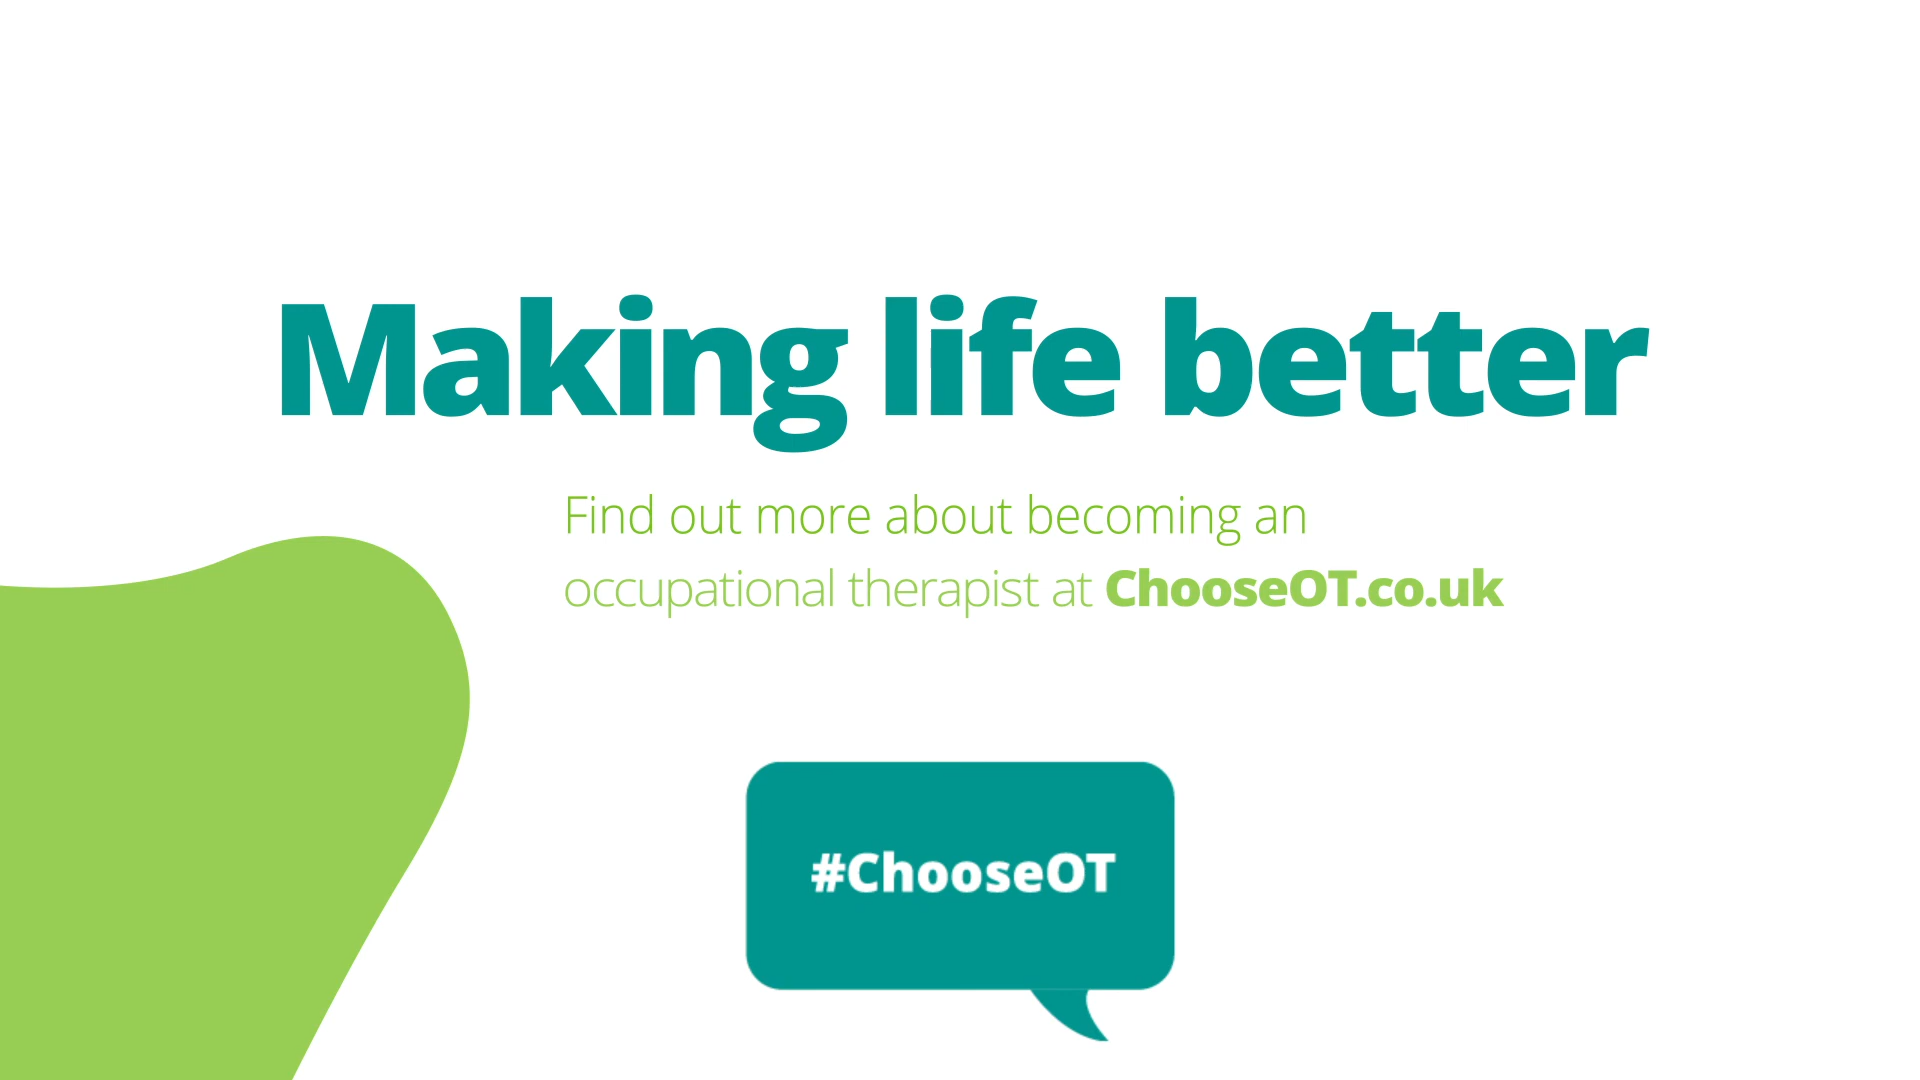 Making life better
Find out more about becoming an
occupational therapist at ChooseOT.co.uk
#ChooseOT